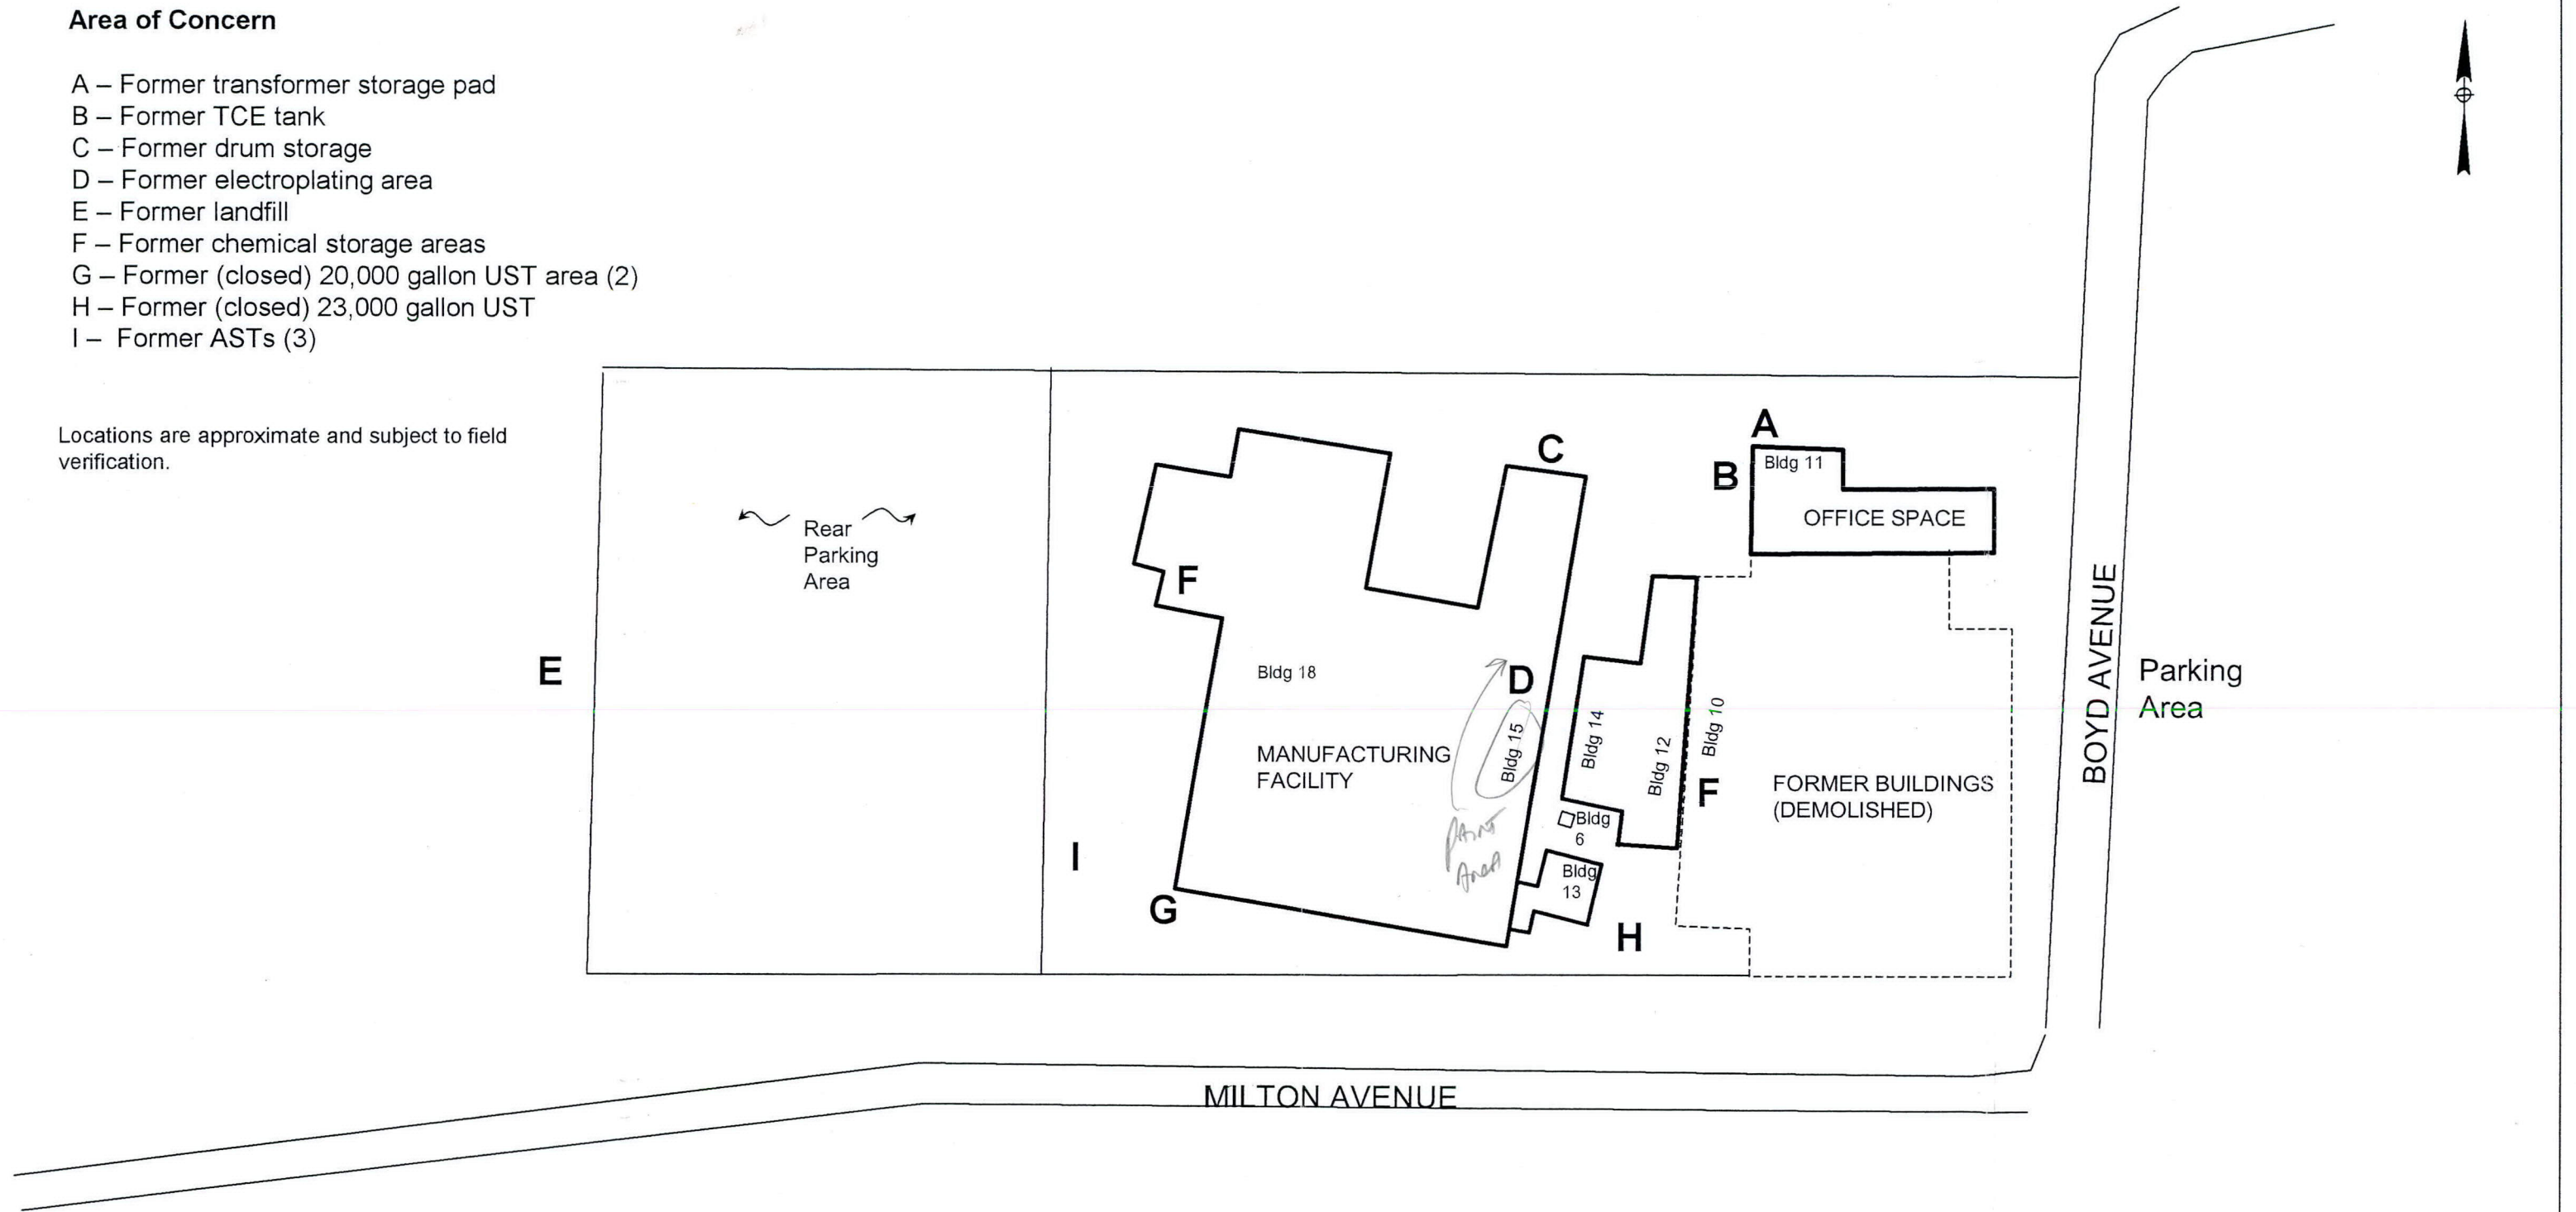 Area of Concern
A – Former transformer storage pad
B – Former TCE tank
C – Former drum storage
D – Former electroplating area
E – Former landfill
F – Former chemical storage areas
G – Former (closed) 20,000 gallon UST area (2)
H – Former (closed) 23,000 gallon UST
I – Former ASTs (3)
Locations are approximate and subject to field
verification.
A
B
Bldg 11
OFFICE SPACE
C
Rear
Parking
Area
F
E
Bldg 18
D
MANUFACTURING
FACILITY
Bldg 15
PAINT
Area
Bldg 14
Bldg 12
Bldg 10
F
FORMER BUILDINGS
(DEMOLISHED)
Bldg
6
Bldg
13
I
G
H
BOYD AVENUE
Parking
Area
MILTON AVENUE